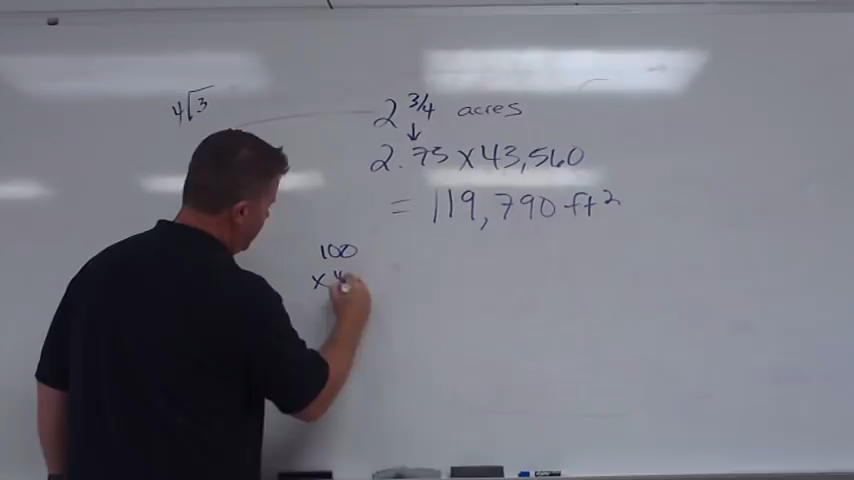 4√3
2 3/4 acres
↓
2.75 x 43,560
= 119,790 ft²
100
x